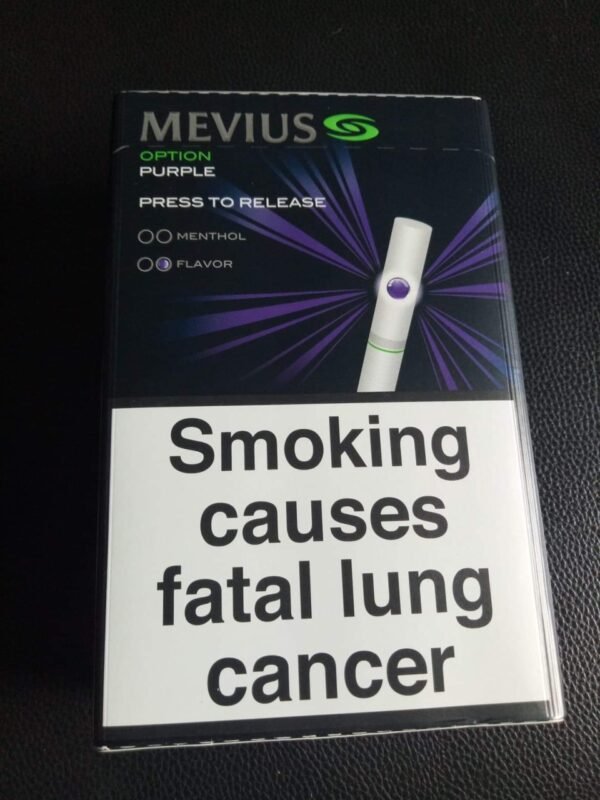 MEVIUS
OPTION
PURPLE
PRESS TO RELEASE
MENTHOL
FLAVOR
Smoking
causes
fatal lung
cancer